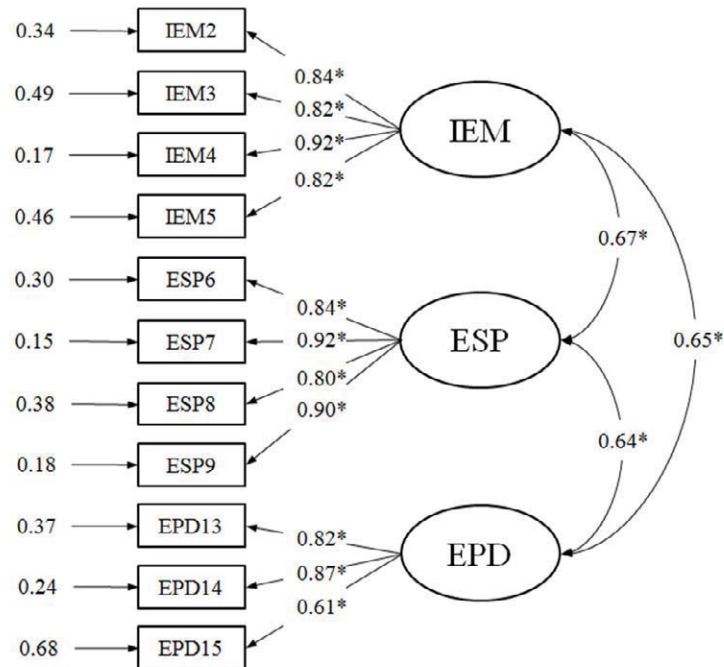 0.34 IEM2
0.84*
0.49 IEM3
0.82*
IEM
0.17 IEM4
0.92*
0.82*
0.46 IEM5
0.67*
0.30 ESP6
0.84*
0.15 ESP7
0.92*
ESP
0.65*
0.80*
0.38 ESP8
0.90*
0.64*
0.18 ESP9
0.37 EPD13
0.82*
EPD
0.24 EPD14
0.87*
0.61*
0.68 EPD15